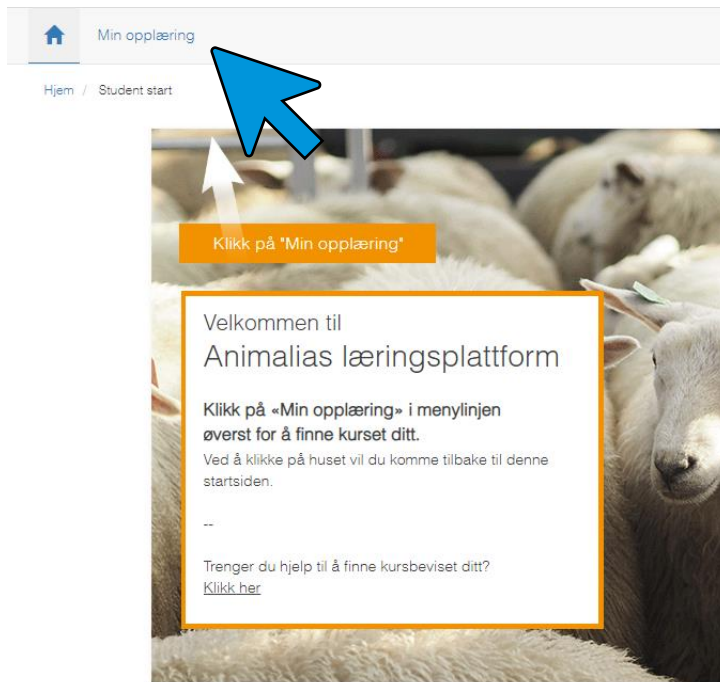 Min opplæring
Hjem / Student start
Klikk på "Min opplæring"
Velkommen til
Animalias læringsplattform
Klikk på «Min opplæring» i menylinjen
øverst for å finne kurset ditt.
Ved å klikke på huset vil du komme tilbake til denne
startsiden.
--
Trenger du hjelp til å finne kursbeviset ditt?
Klikk her